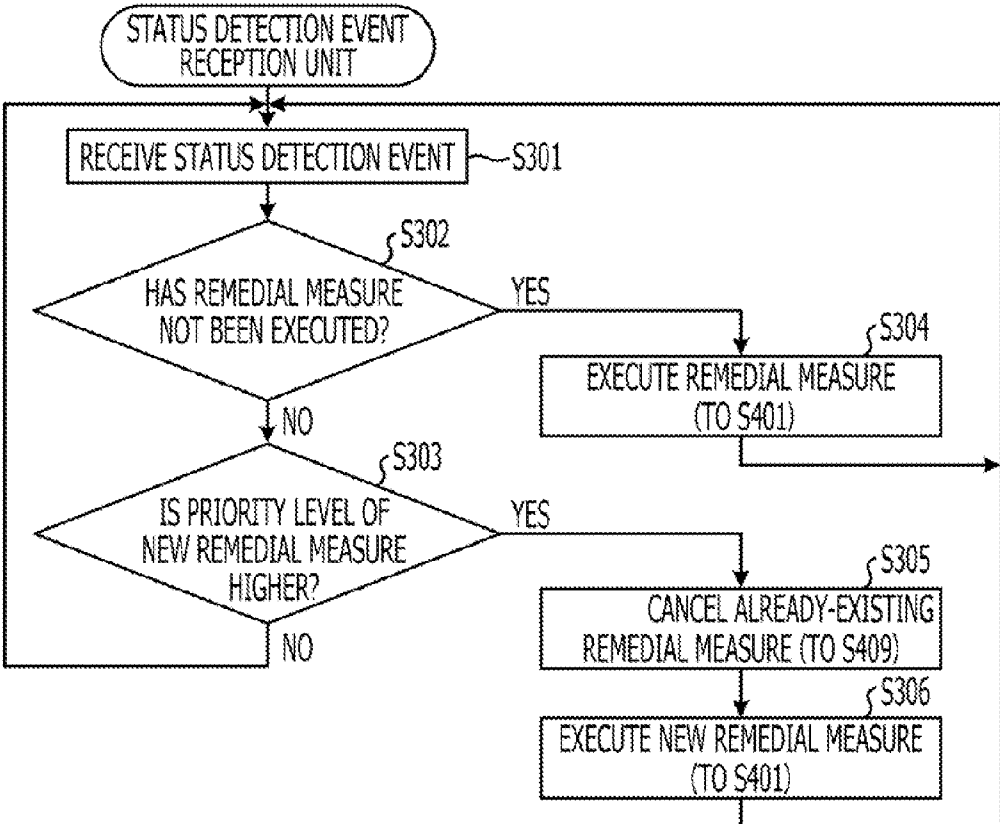 STATUS DETECTION EVENT
RECEPTION UNIT
RECEIVE STATUS DETECTION EVENT
S301
S302
HAS REMEDIAL MEASURE
NOT BEEN EXECUTED?
YES
S304
EXECUTE REMEDIAL MEASURE
(TO S401)
NO
S303
IS PRIORITY LEVEL OF
NEW REMEDIAL MEASURE
HIGHER?
YES
S305
CANCEL ALREADY-EXISTING
REMEDIAL MEASURE (TO S409)
NO
S306
EXECUTE NEW REMEDIAL MEASURE
(TO S401)